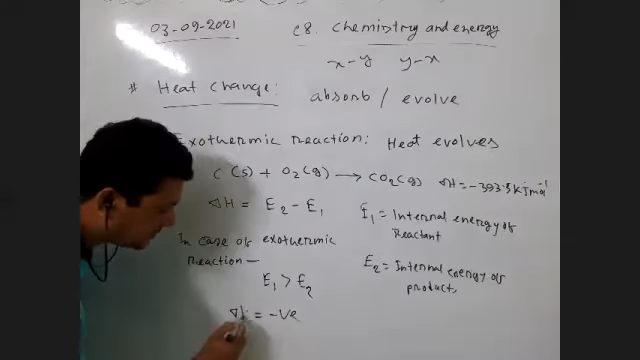 03-09-2021
C8. Chemistry and energy
x-y y-x
# Heat Change: absorb / evolve
Exothermic Reaction: Heat evolves
C(s) + O₂(g) → CO₂(g) ΔH = -393.5 kJmol⁻¹
ΔH = E₂ - E₁
E₁ = Internal energy of
Reactant
In case of exothermic
Reaction —
E₂ = Internal energy of
product,
E₁ > E₂
= -Ve